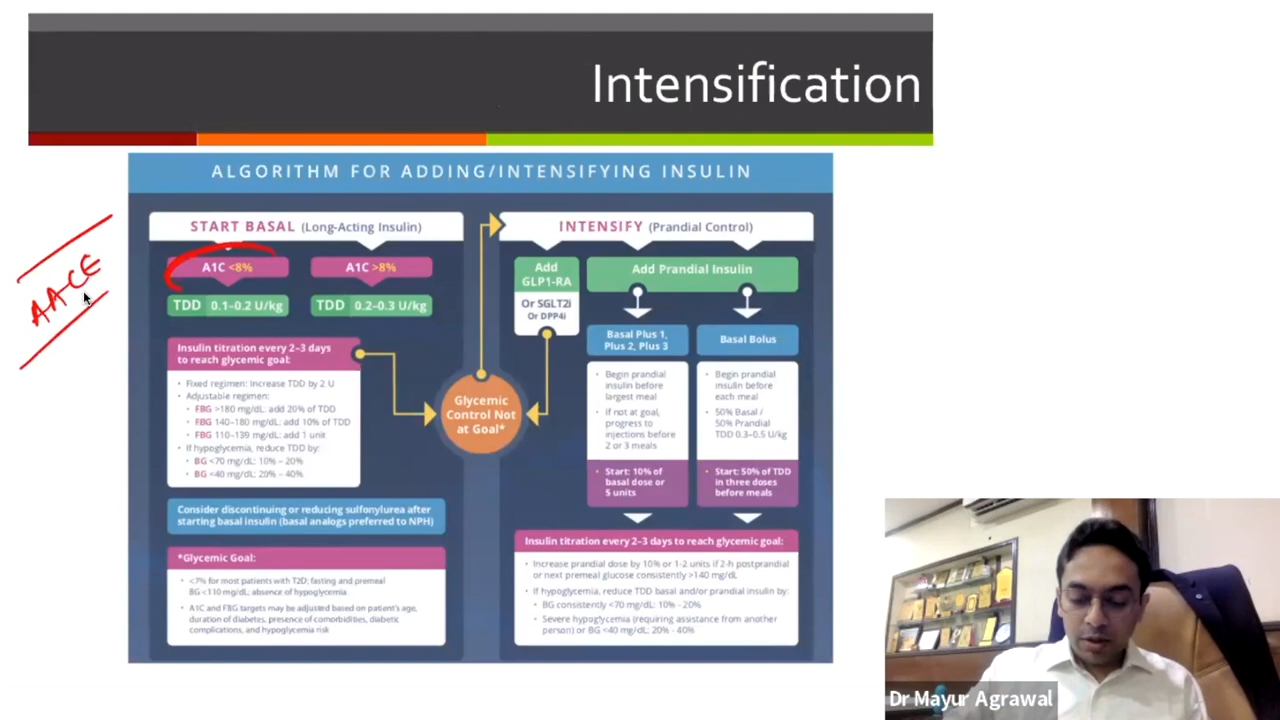 Intensification
ALGORITHM FOR ADDING/INTENSIFYING INSULIN
AACE
START BASAL (Long-Acting Insulin)
A1C <8%
A1C >8%
TDD 0.1–0.2 U/kg
TDD 0.2–0.3 U/kg
Insulin titration every 2–3 days
to reach glycemic goal:
• Fixed regimen: Increase TDD by 2 U
• Adjustable regimen:
• FBG >180 mg/dL: add 20% of TDD
• FBG 140–180 mg/dL: add 10% of TDD
• FBG 110–139 mg/dL: add 1 unit
• If hypoglycemia, reduce TDD by:
• BG <70 mg/dL: 10% – 20%
• BG <40 mg/dL: 20% – 40%
Consider discontinuing or reducing sulfonylurea after
starting basal insulin (basal analogs preferred to NPH)
*Glycemic Goal:
• <7% for most patients with T2D; fasting and premeal
BG <110 mg/dL; absence of hypoglycemia
• A1C and FBG targets may be adjusted based on patient's age,
duration of diabetes, presence of comorbidities, diabetic
complications, and hypoglycemia risk
Glycemic
Control Not
at Goal*
INTENSIFY (Prandial Control)
Add
GLP1-RA
Or SGLT2i
Or DPP4i
Add Prandial Insulin
Basal Plus 1,
Plus 2, Plus 3
• Begin prandial
insulin before
largest meal
• If not at goal,
progress to
injections before
2 or 3 meals
• Start: 10% of
basal dose or
5 units
Basal Bolus
• Begin prandial
insulin before
each meal
• 50% Basal /
50% Prandial
TDD 0.3–0.5 U/kg
• Start: 50% of TDD
in three doses
before meals
Insulin titration every 2–3 days to reach glycemic goal:
• Increase prandial dose by 10% or 1-2 units if 2-h postprandial
or next premeal glucose consistently >140 mg/dL
• If hypoglycemia, reduce TDD basal and/or prandial insulin by:
• BG consistently <70 mg/dL: 10% - 20%
• Severe hypoglycemia (requiring assistance from another
person) or BG <40 mg/dL: 20% - 40%
Dr Mayur Agrawal